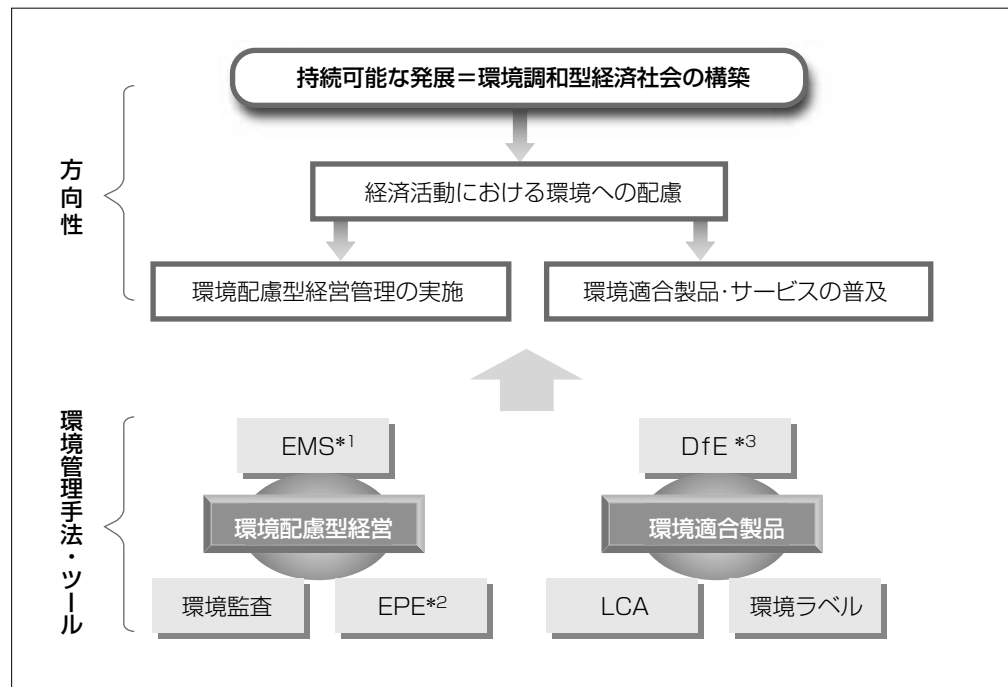 持続可能な発展=環境調和型経済社会の構築
方向性
経済活動における環境への配慮
環境配慮型経営管理の実施
環境適合製品・サービスの普及
環境管理手法・ツール
EMS*1
DfE *3
環境配慮型経営
環境適合製品
環境監査
EPE*2
LCA
環境ラベル